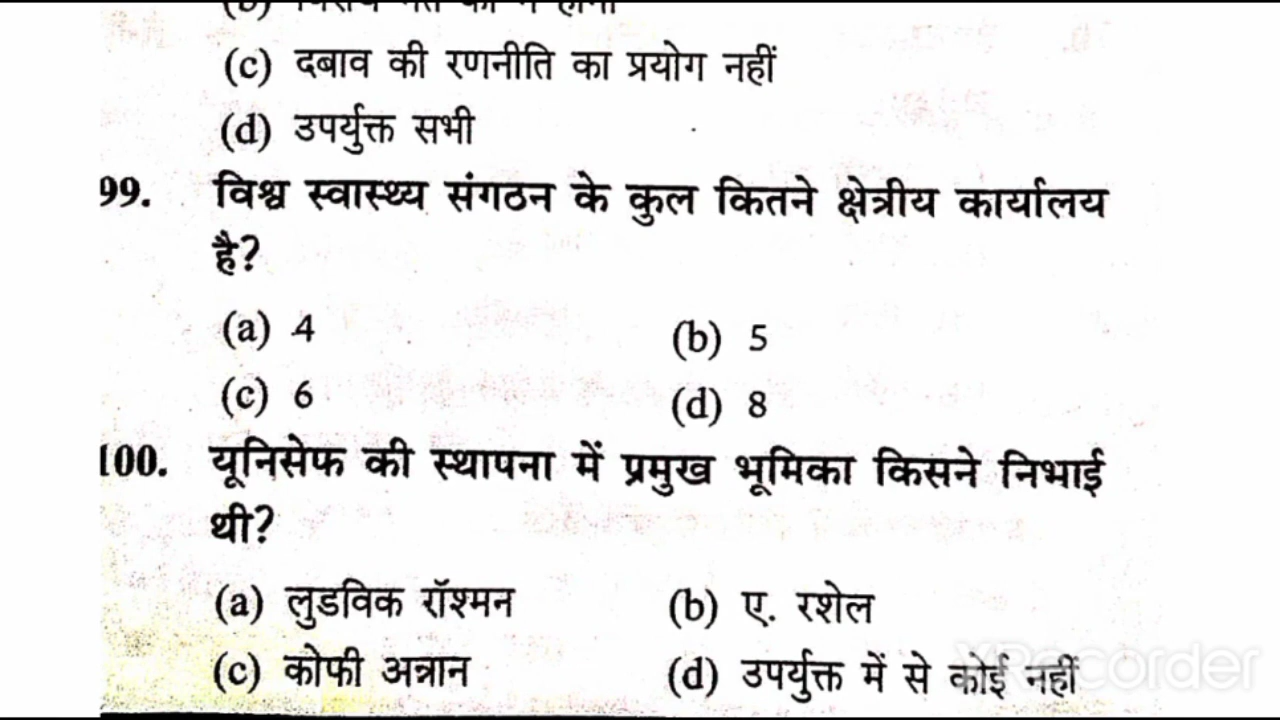 (c) दबाव की रणनीति का प्रयोग नहीं
(d) उपर्युक्त सभी
99. विश्व स्वास्थ्य संगठन के कुल कितने क्षेत्रीय कार्यालय
है?
(a) 4 (b) 5
(c) 6 (d) 8
100. यूनिसेफ की स्थापना में प्रमुख भूमिका किसने निभाई
थी?
(a) लुडविक रॉश्मन (b) ए. रशेल
(c) कोफी अन्नान (d) उपर्युक्त में से कोई नहीं
XRecorder